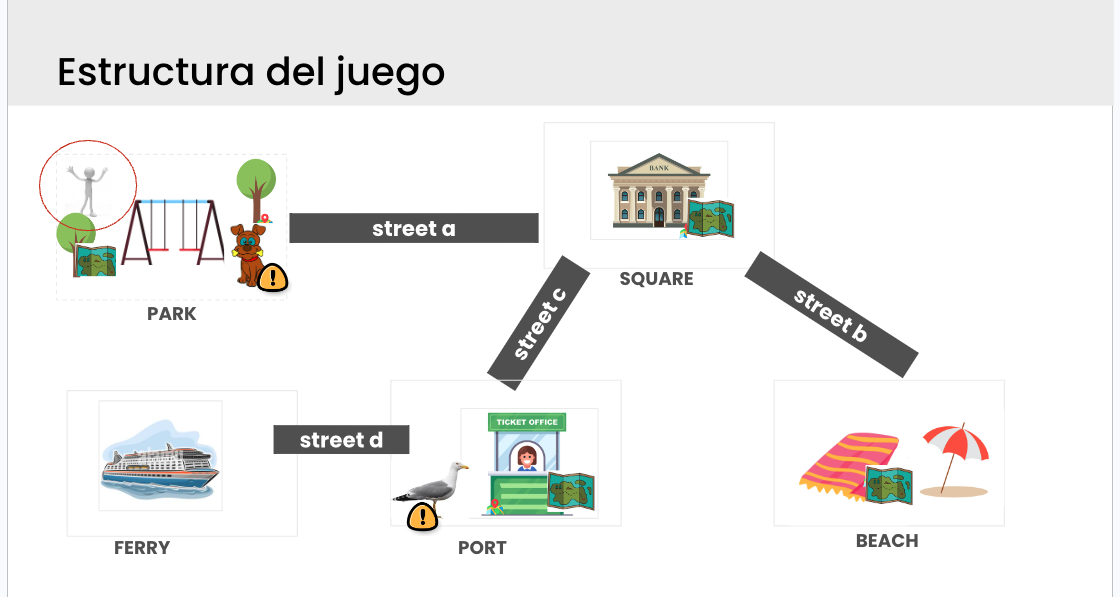 Estructura del juego
BANK
street a
SQUARE
street c
street b
PARK
TICKET OFFICE
street d
FERRY
PORT
BEACH